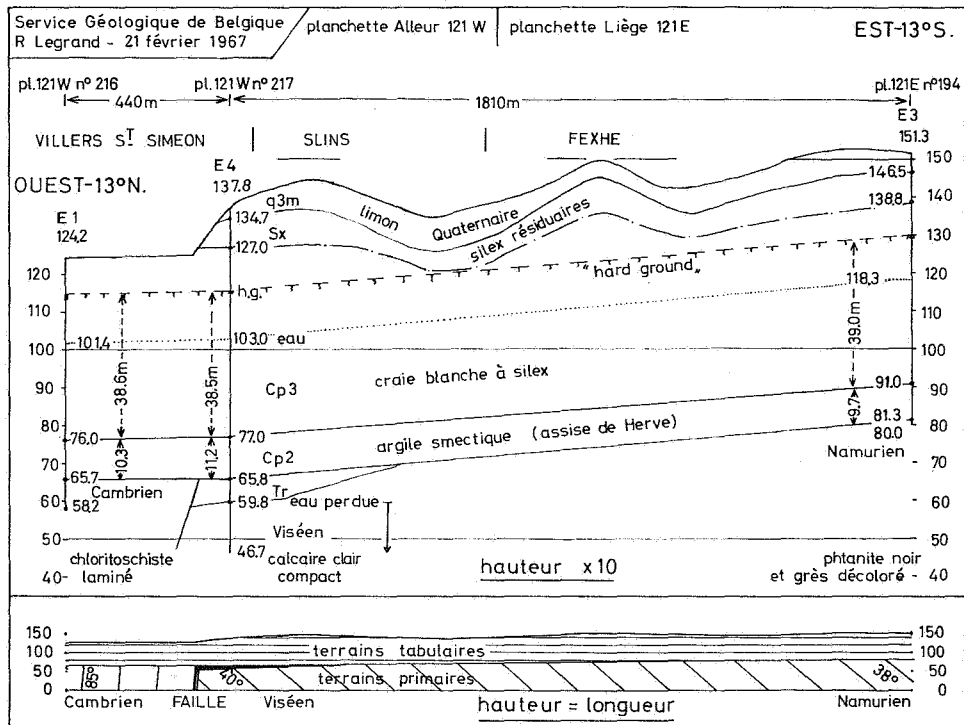 Service Géologique de Belgique
R Legrand - 21 février 1967
planchette Alleur 121 W
planchette Liège 121 E
EST-13°S.
pl.121W nº 216
pl.121W nº 217
pl.121E nº194
440m
1810m
E3
151.3
VILLERS ST SIMEON
SLINS
FEXHE
OUEST-13°N.
E4
137.8
E1
124,2
q3m
134,7
Sx
127.0
limon
Quaternaire
silex résiduaires
146,5
138,8
150
140
130
120
110
100
90
80
70
60
50
40
120
110
100
90
80
70
60
50
40
h.g.
"hard ground"
118,3
101,4
103,0
eau
38,6m
38,5m
39,0m
Cp3
craie blanche à silex
91.0
9,7
81.3
80.0
76.0
77.0
10,3
11,2
argile smectique (assise de Herve)
Cp2
Namurien
65,7
65,8
Cambrien
Tr
eau perdue
58,2
59,8
Viséen
46.7
chloritoschiste
laminé
calcaire clair
compact
hauteur x 10
phtanite noir
et grès décoloré
150
100
50
0
terrains tabulaires
terrains primaires
150
100
50
0
85°
40°
38°
Cambrien
FAILLE
Viséen
hauteur = longueur
Namurien